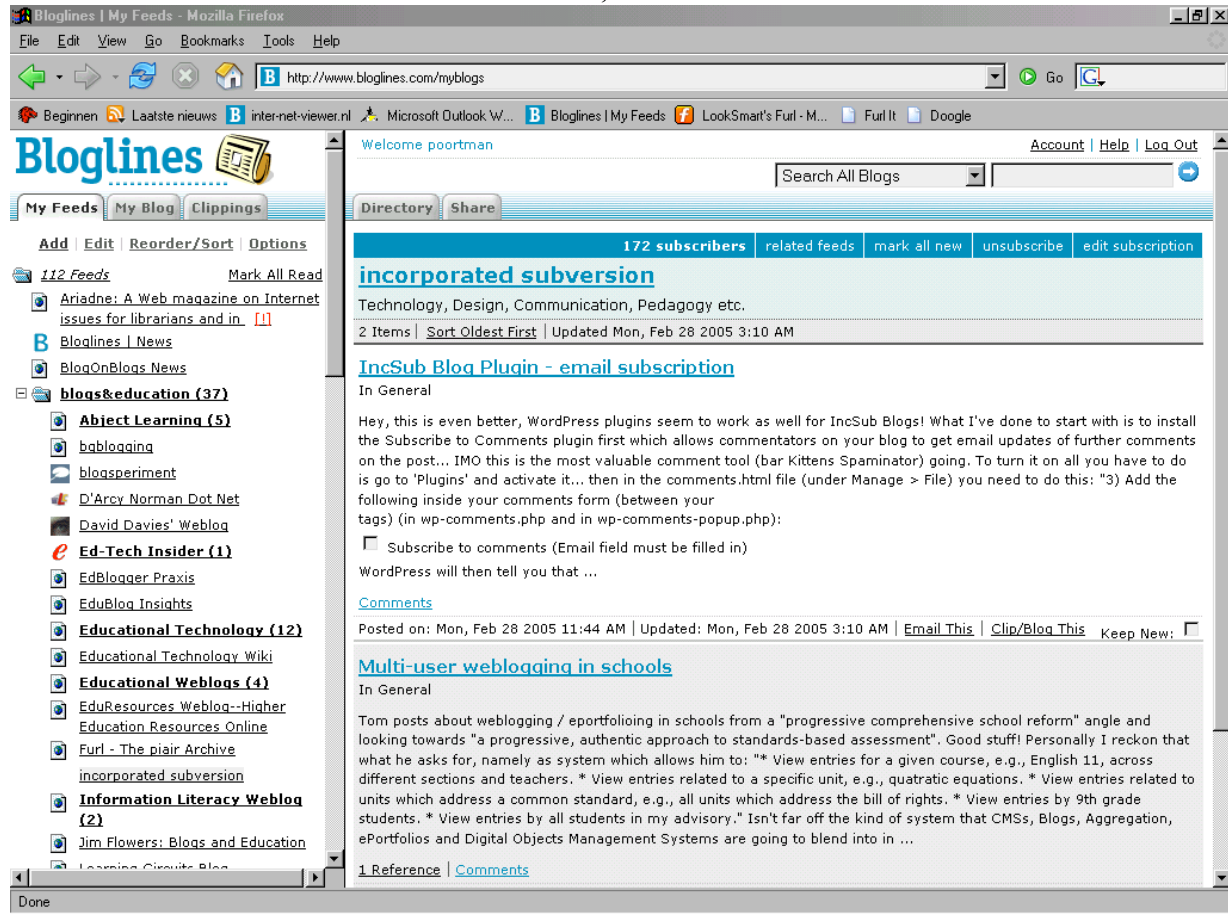 Bloglines | My Feeds - Mozilla Firefox
File Edit View Go Bookmarks Tools Help
http://www.bloglines.com/myblogs
Go
G
Beginnen Laatste nieuws inter-net-viewer.nl Microsoft Outlook W... Bloglines | My Feeds LookSmart's Furl - M... Furl It Doogle
Bloglines
My Feeds My Blog Clippings
Add | Edit | Reorder/Sort | Options
112 Feeds Mark All Read
Ariadne: A Web magazine on Internet
issues for librarians and in [!]
Bloglines | News
BlogOnBlogs News
blogs&education (37)
Abject Learning (5)
bgblogging
blogsperiment
D'Arcy Norman Dot Net
David Davies' Weblog
Ed-Tech Insider (1)
EdBlogger Praxis
EduBlog Insights
Educational Technology (12)
Educational Technology Wiki
Educational Weblogs (4)
EduResources Weblog--Higher
Education Resources Online
Furl - The piair Archive
incorporated subversion
Information Literacy Weblog
(2)
Jim Flowers: Blogs and Education
Learning Circuits Blog
Welcome poortman
Account | Help | Log Out
Search All Blogs
Directory Share
172 subscribers | related feeds | mark all new | unsubscribe | edit subscription
incorporated subversion
Technology, Design, Communication, Pedagogy etc.
2 Items | Sort Oldest First | Updated Mon, Feb 28 2005 3:10 AM
IncSub Blog Plugin - email subscription
In General
Hey, this is even better, WordPress plugins seem to work as well for IncSub Blogs! What I've done to start with is to install
the Subscribe to Comments plugin first which allows commentators on your blog to get email updates of further comments
on the post... IMO this is the most valuable comment tool (bar Kittens Spaminator) going. To turn it on all you have to do
is go to 'Plugins' and activate it... then in the comments.html file (under Manage > File) you need to do this: "3) Add the
following inside your comments form (between your
tags) (in wp-comments.php and in wp-comments-popup.php):
Subscribe to comments (Email field must be filled in)
WordPress will then tell you that ...
Comments
Posted on: Mon, Feb 28 2005 11:44 AM | Updated: Mon, Feb 28 2005 3:10 AM | Email This | Clip/Blog This Keep New:
Multi-user weblogging in schools
In General
Tom posts about weblogging / eportfolioing in schools from a "progressive comprehensive school reform" angle and
looking towards "a progressive, authentic approach to standards-based assessment". Good stuff! Personally I reckon that
what he asks for, namely as system which allows him to: "* View entries for a given course, e.g., English 11, across
different sections and teachers. * View entries related to a specific unit, e.g., quatratic equations. * View entries related to
units which address a common standard, e.g., all units which address the bill of rights. * View entries by 9th grade
students. * View entries by all students in my advisory." Isn't far off the kind of system that CMSs, Blogs, Aggregation,
ePortfolios and Digital Objects Management Systems are going to blend into in ...
1 Reference | Comments
Done